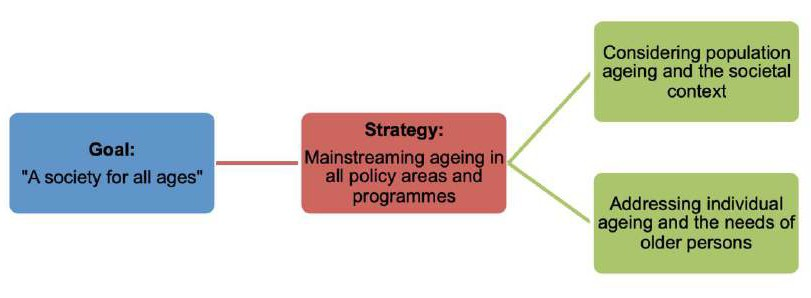 Goal:
"A society for all ages"
Strategy:
Mainstreaming ageing in
all policy areas and
programmes
Considering population
ageing and the societal
context
Addressing individual
ageing and the needs of
older persons